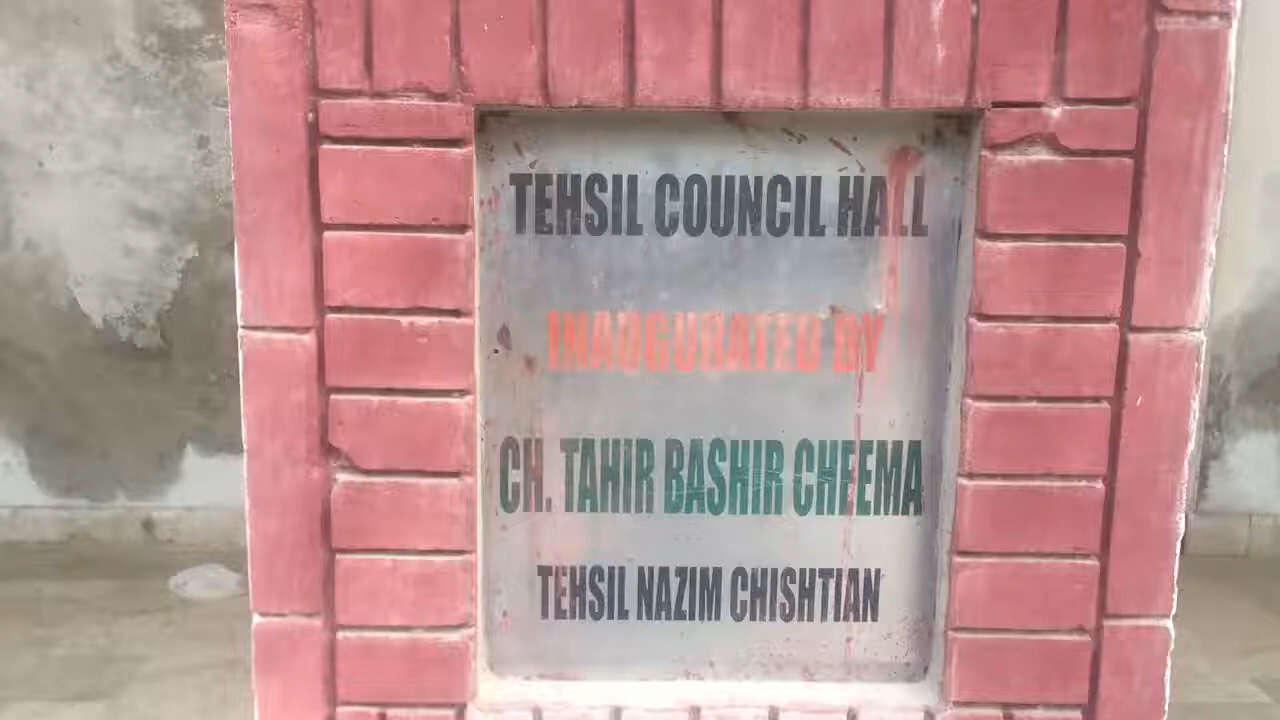 TEHSIL COUNCIL HALL
INAUGURATED BY
CH. TAHIR BASHIR CHEEMA
TEHSIL NAZIM CHISHTIAN